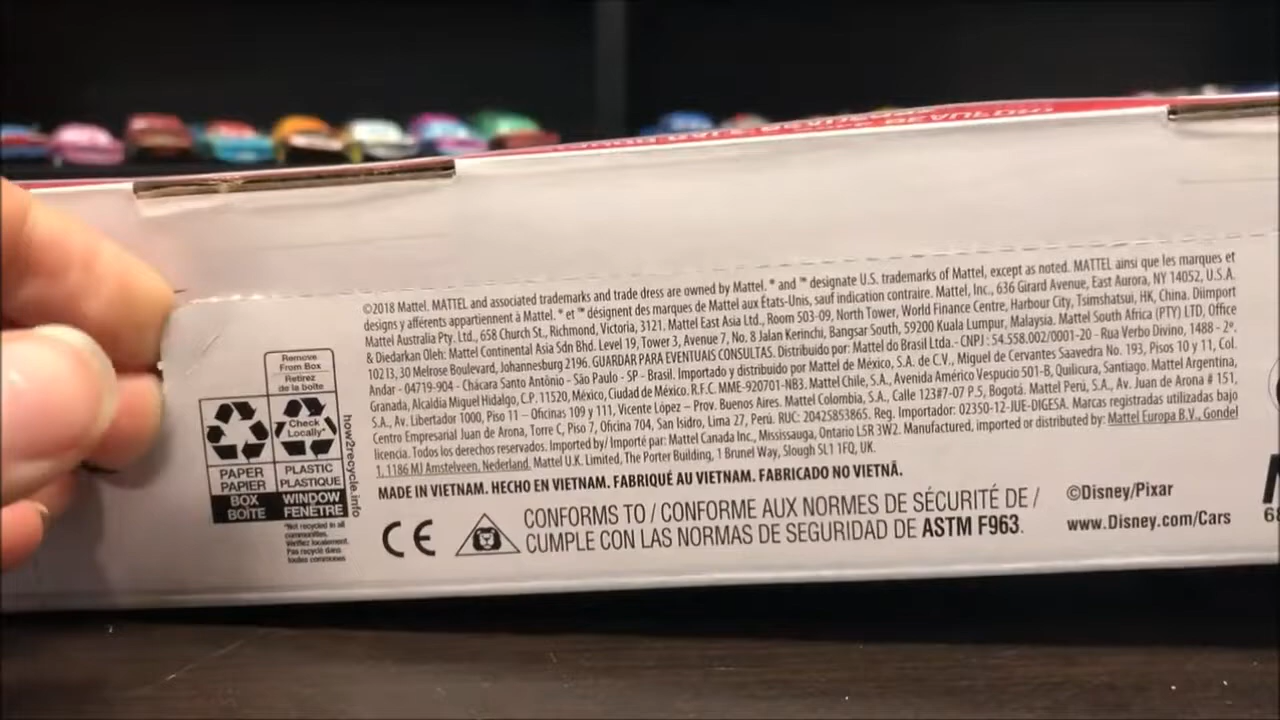 ©2018 Mattel. MATTEL and associated trademarks and trade dress are owned by Mattel. ® and ™ designate U.S. trademarks of Mattel, except as noted. MATTEL ainsi que les marques et
designs y afférents appartiennent à Mattel. ® et ™ désignent des marques de Mattel aux États-Unis, sauf indication contraire. Mattel, Inc., 636 Girard Avenue, East Aurora, NY 14052, U.S.A.
Mattel Australia Pty. Ltd., 658 Church St., Richmond, Victoria, 3121. Mattel East Asia Ltd., Room 503-09, North Tower, World Finance Centre, Harbour City, Tsimshatsui, HK, China. Diimport
& Diedarkan Oleh: Mattel Continental Asia Sdn Bhd. Level 19, Tower 3, Avenue 7, No. 8 Jalan Kerinchi, Bangsar South, 59200 Kuala Lumpur, Malaysia. Mattel South Africa (PTY) LTD, Office
10213, 30 Melrose Boulevard, Johannesburg 2196. GUARDAR PARA EVENTUAIS CONSULTAS. Distribuido por: Mattel do Brasil Ltda.- CNPJ : 54.558.002/0001-20 - Rua Verbo Divino, 1488 - 2º.
Andar - 04719-904 - Chácara Santo Antônio - São Paulo - SP - Brasil. Importado y distribuido por Mattel de México, S.A. de C.V., Miguel de Cervantes Saavedra No. 193, Pisos 10 y 11, Col.
Granada, Alcaldía Miguel Hidalgo, C.P. 11520, México, Ciudad de México. R.F.C. MME-920701-NB3. Mattel Chile, S.A., Avenida Américo Vespucio 501-B, Quilicura, Santiago. Mattel Argentina,
S.A., Av. Libertador 1000, Piso 11 – Oficinas 109 y 111, Vicente López – Prov. Buenos Aires. Mattel Colombia, S.A., Calle 123#7-07 P.5, Bogotá. Mattel Perú, S.A., Av. Juan de Arona # 151,
Centro Empresarial Juan de Arona, Torre C, Piso 7, Oficina 704, San Isidro, Lima 27, Perú. RUC: 20425853865. Reg. Importador: 02350-12-JUE-DIGESA. Marcas registradas utilizadas bajo
licencia. Todos los derechos reservados. Imported by/ Importé par: Mattel Canada Inc., Mississauga, Ontario L5R 3W2. Manufactured, imported or distributed by: Mattel Europa B.V., Gondel
1, 1186 MJ Amstelveen, Nederland. Mattel U.K. Limited, The Porter Building, 1 Brunel Way, Slough SL1 1FQ, UK.
MADE IN VIETNAM. HECHO EN VIETNAM. FABRIQUÉ AU VIETNAM. FABRICADO NO VIETNÃ.
CE
CONFORMS TO / CONFORME AUX NORMES DE SÉCURITÉ DE /
CUMPLE CON LAS NORMAS DE SEGURIDAD DE ASTM F963.
©Disney/Pixar
www.Disney.com/Cars
Remove
From Box
Retirez
de la boîte
Check
Locally*
PAPER
PAPIER
BOX
BOÎTE
PLASTIC
PLASTIQUE
WINDOW
FENÊTRE
how2recycle.info
*Not recycled in all
communities.
Vérifiez localement.
Pas recyclé dans
toutes communes